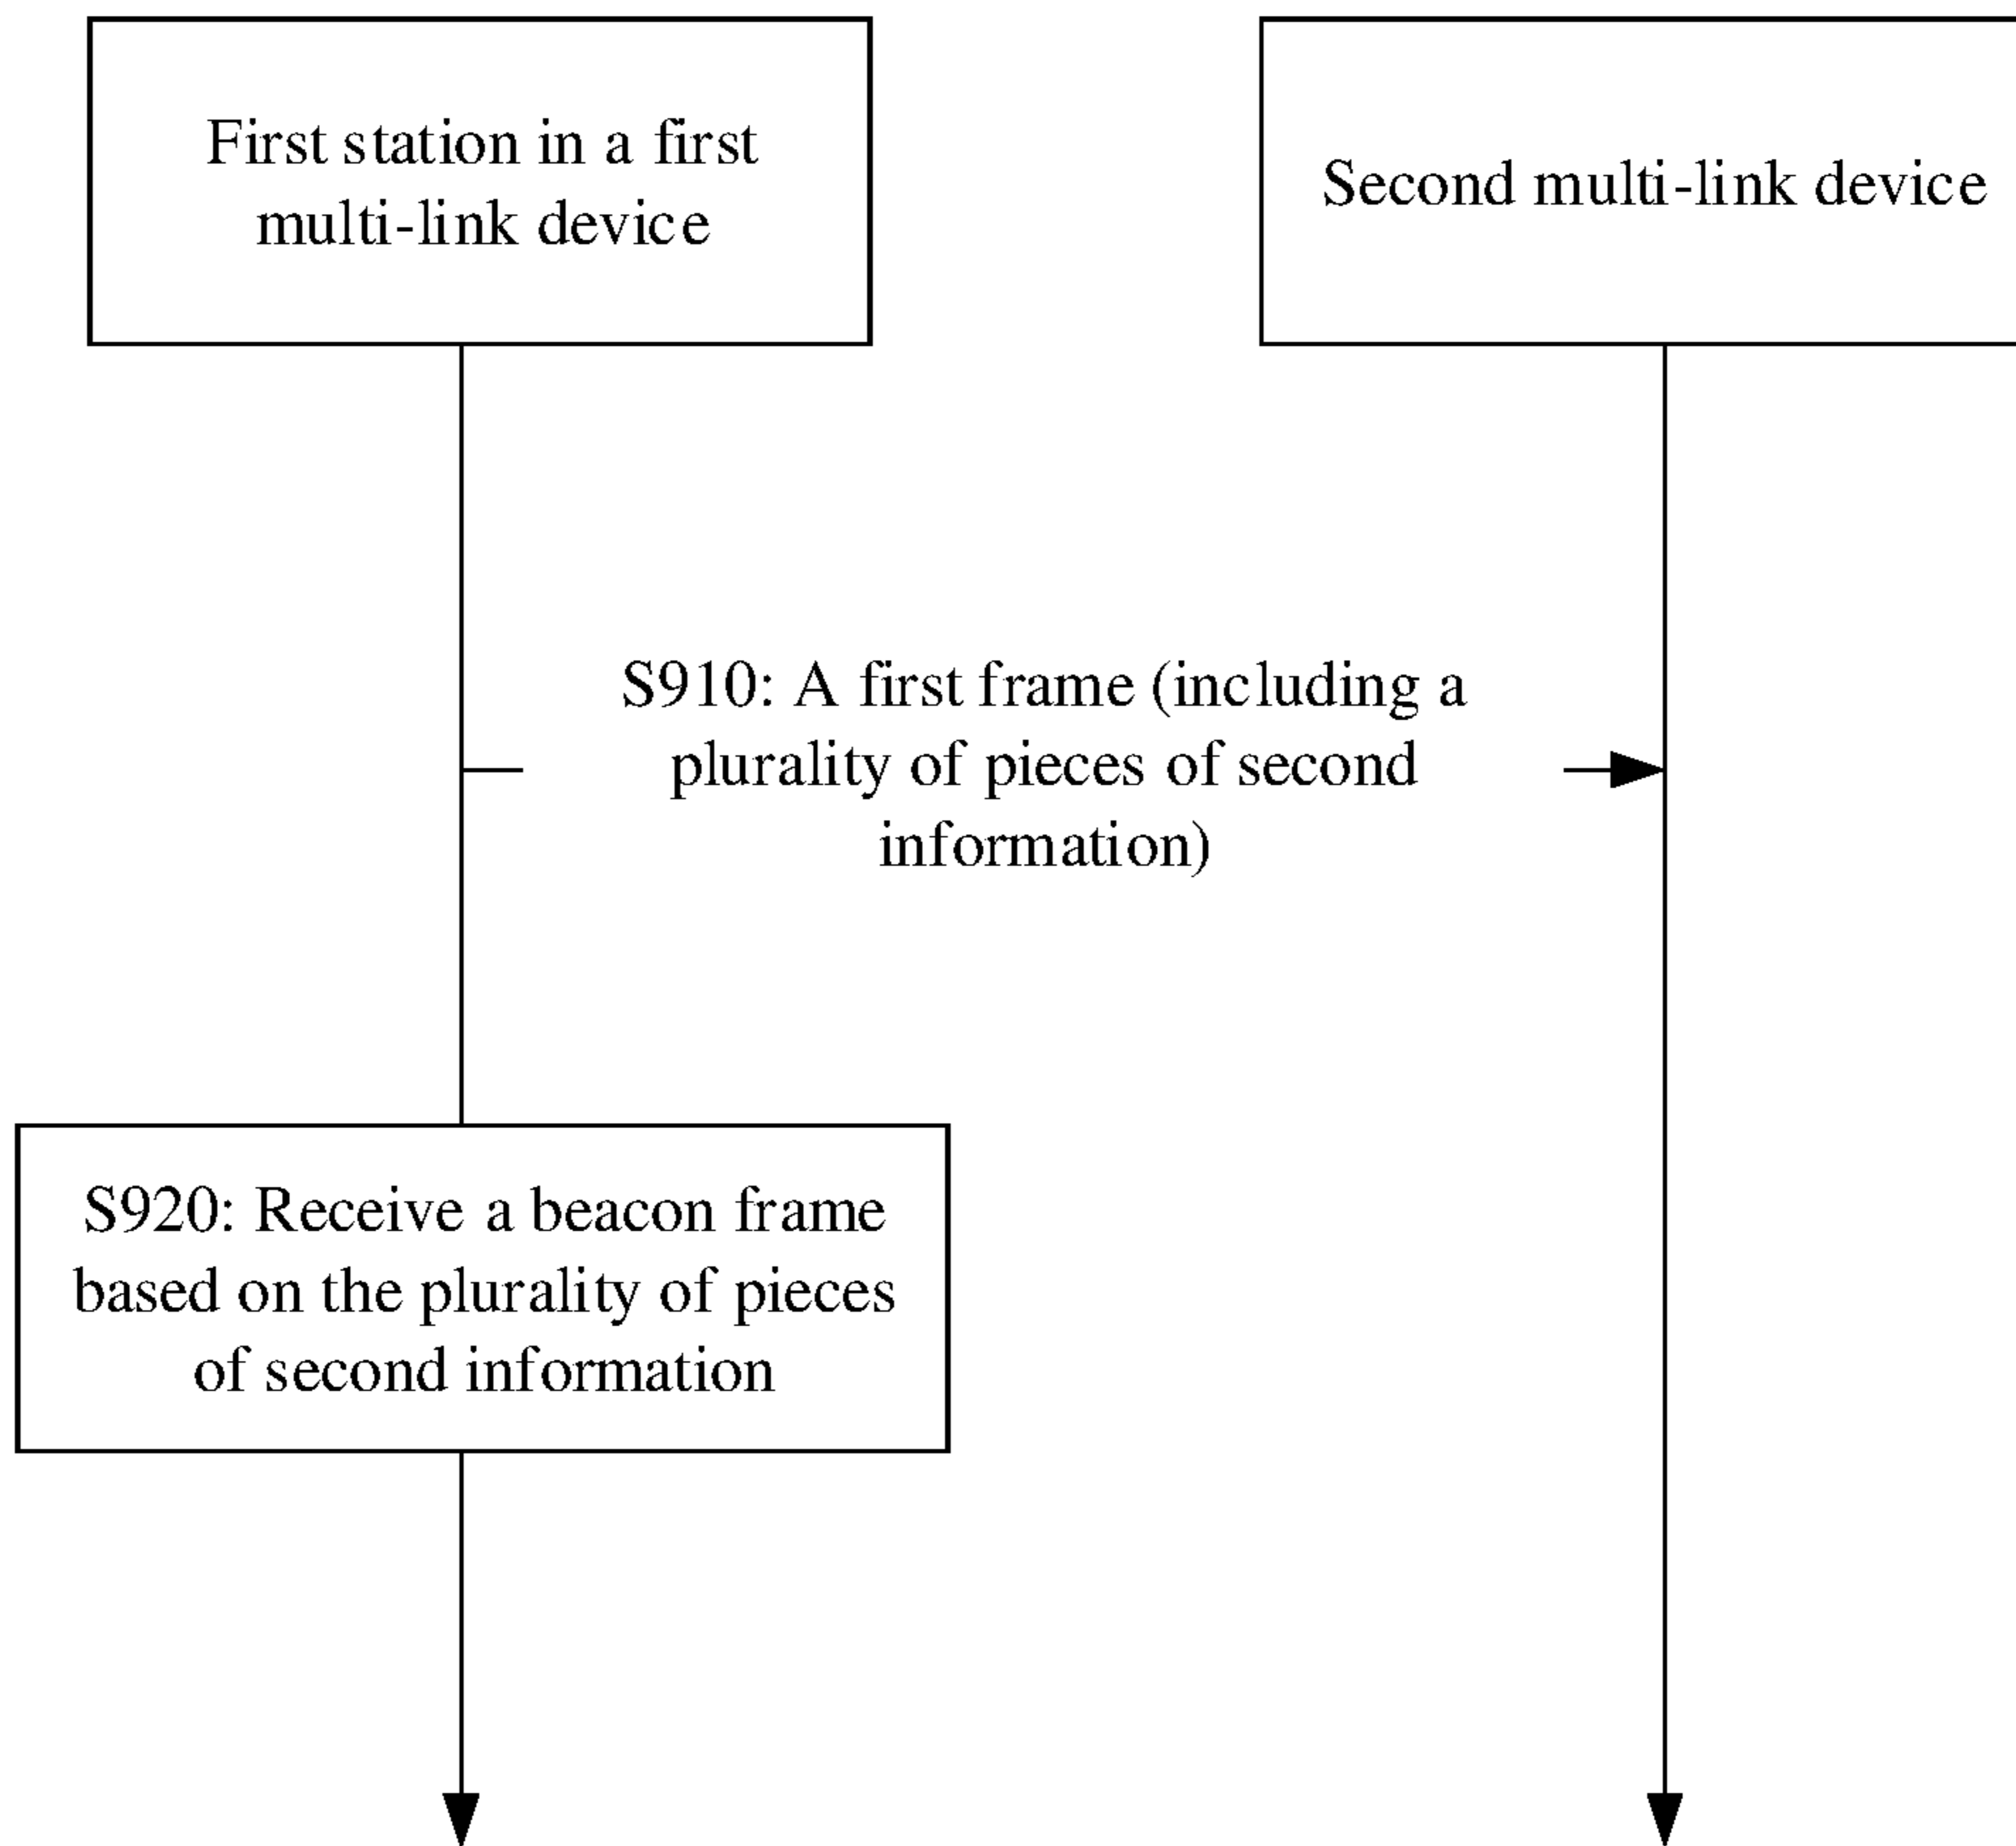 First station in a first
multi-link device
Second multi-link device
S910: A first frame (including a
plurality of pieces of second
information)
S920: Receive a beacon frame
based on the plurality of pieces
of second information